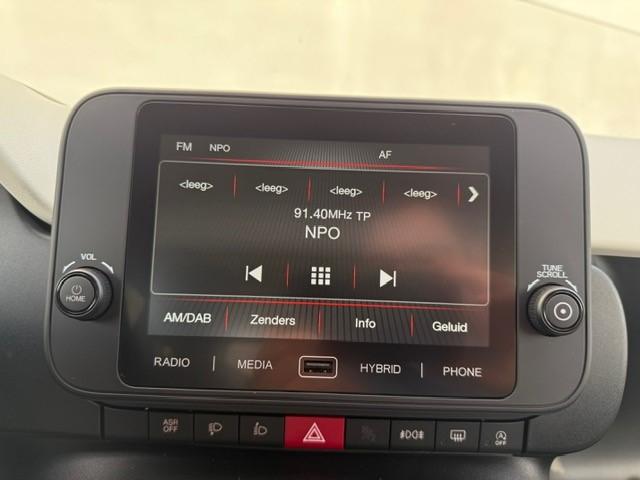 FM NPO AF
<leeg> <leeg> <leeg> <leeg>
91.40MHz TP
NPO
VOL
HOME
TUNE
SCROLL
AM/DAB Zenders Info Geluid
RADIO MEDIA HYBRID PHONE
ASR
OFF